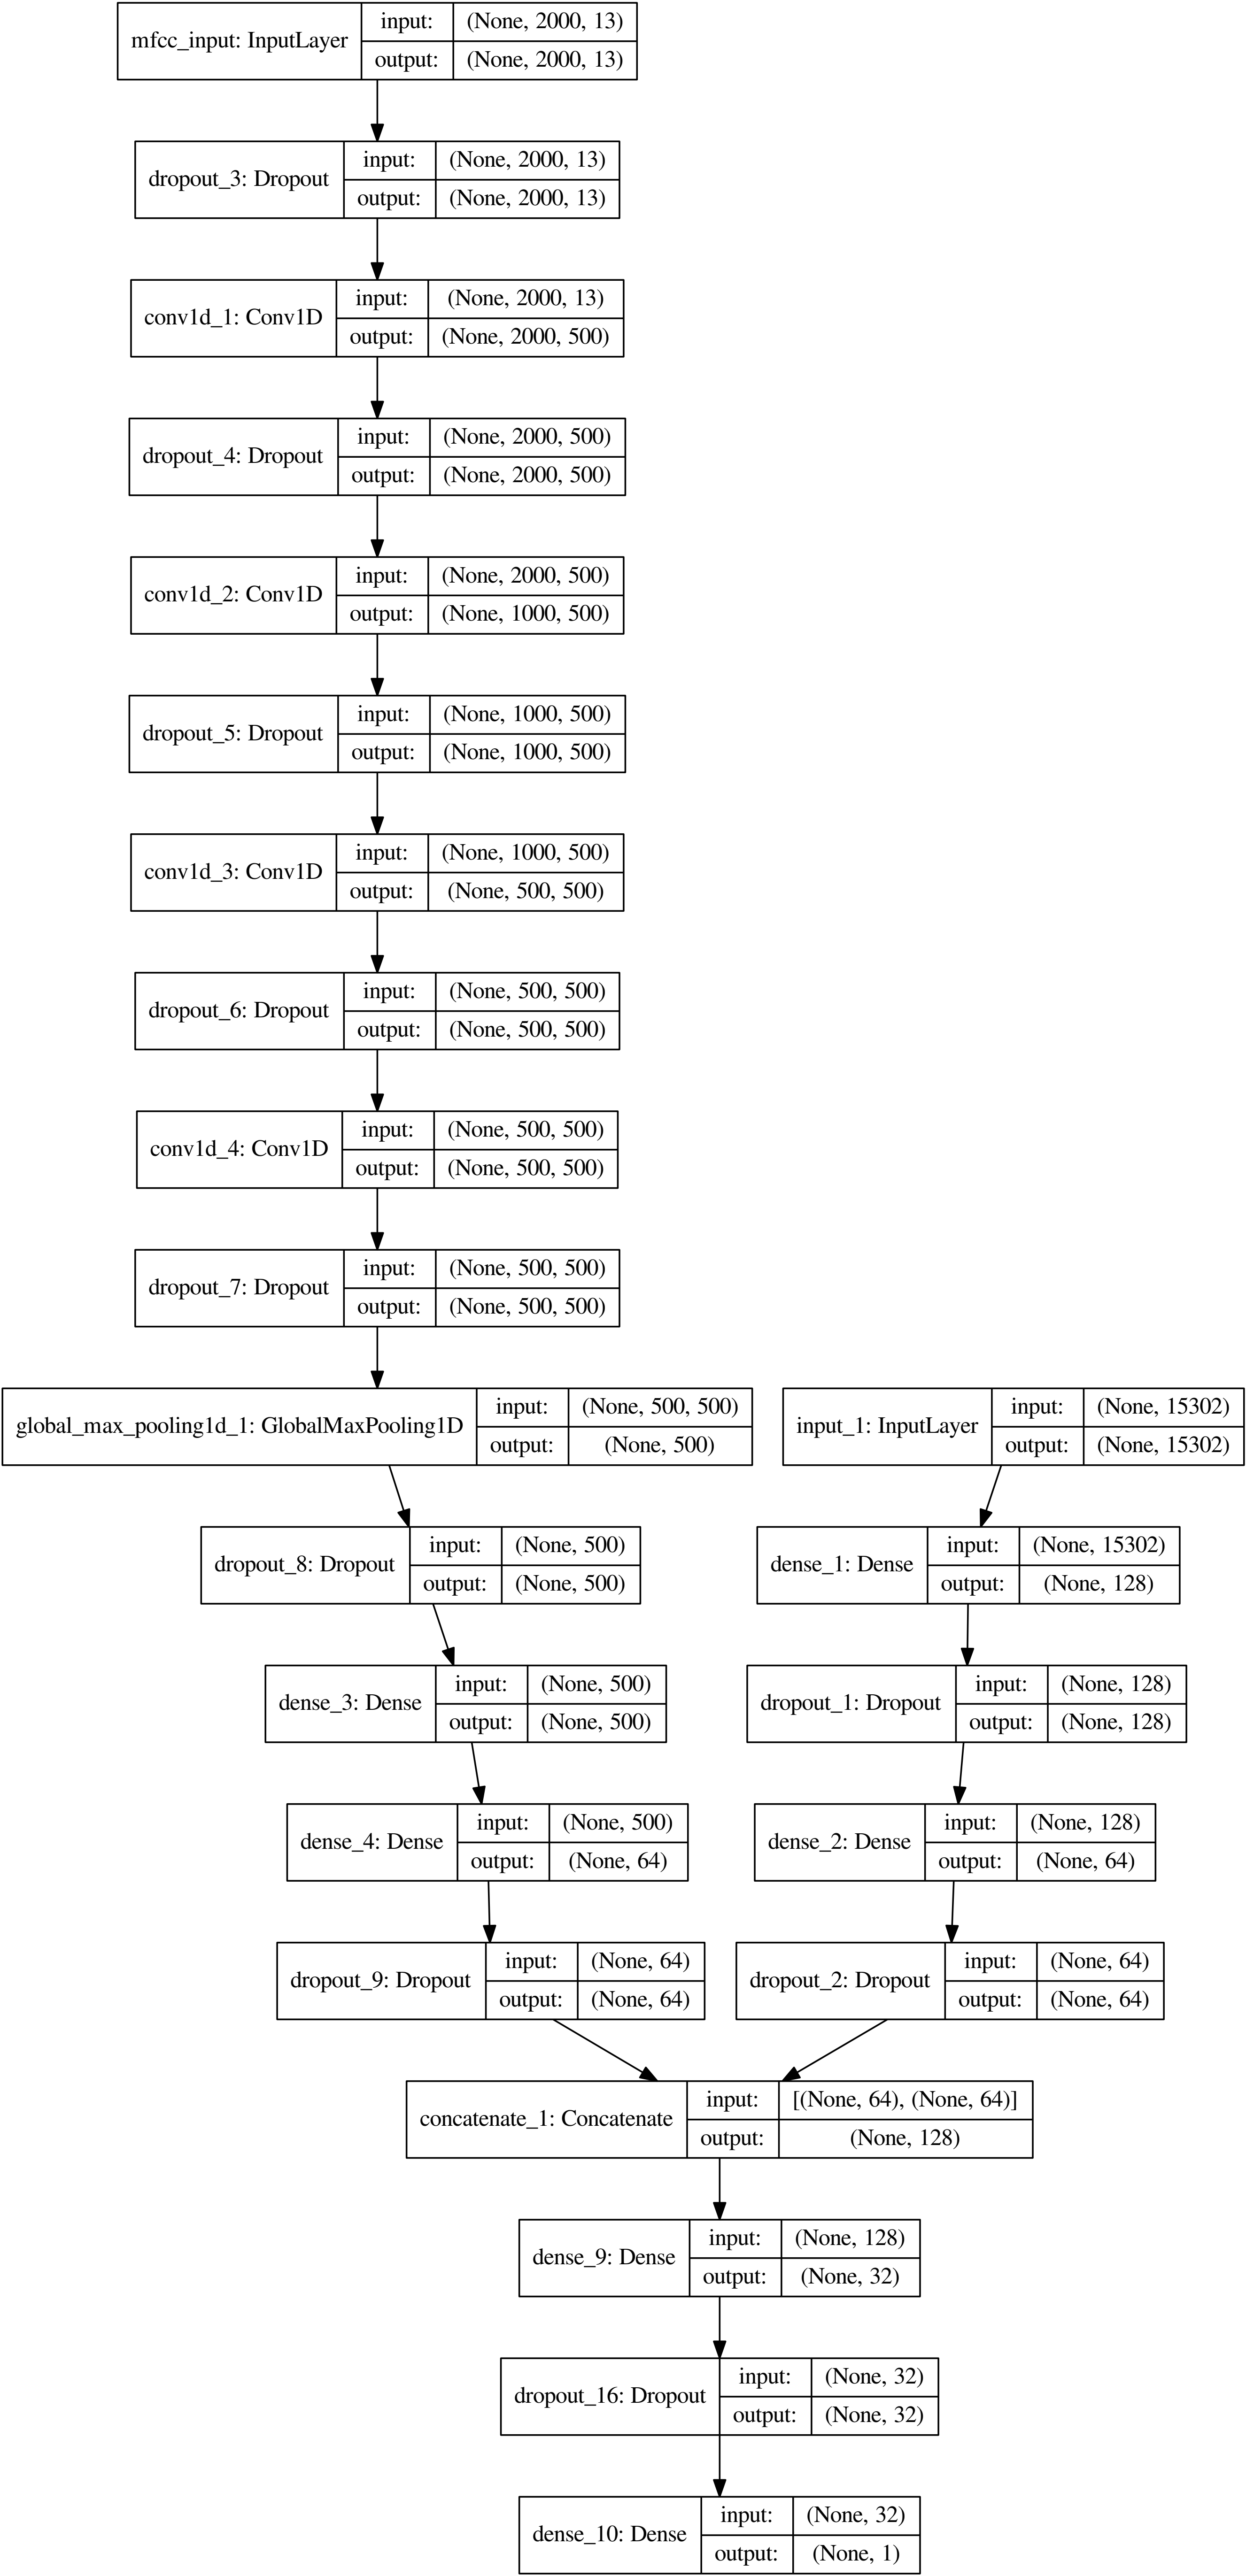 mfcc_input: InputLayer
input: (None, 2000, 13)
output: (None, 2000, 13)
dropout_3: Dropout
input: (None, 2000, 13)
output: (None, 2000, 13)
conv1d_1: Conv1D
input: (None, 2000, 13)
output: (None, 2000, 500)
dropout_4: Dropout
input: (None, 2000, 500)
output: (None, 2000, 500)
conv1d_2: Conv1D
input: (None, 2000, 500)
output: (None, 1000, 500)
dropout_5: Dropout
input: (None, 1000, 500)
output: (None, 1000, 500)
conv1d_3: Conv1D
input: (None, 1000, 500)
output: (None, 500, 500)
dropout_6: Dropout
input: (None, 500, 500)
output: (None, 500, 500)
conv1d_4: Conv1D
input: (None, 500, 500)
output: (None, 500, 500)
dropout_7: Dropout
input: (None, 500, 500)
output: (None, 500, 500)
global_max_pooling1d_1: GlobalMaxPooling1D
input: (None, 500, 500)
output: (None, 500)
input_1: InputLayer
input: (None, 15302)
output: (None, 15302)
dropout_8: Dropout
input: (None, 500)
output: (None, 500)
dense_1: Dense
input: (None, 15302)
output: (None, 128)
dense_3: Dense
input: (None, 500)
output: (None, 500)
dropout_1: Dropout
input: (None, 128)
output: (None, 128)
dense_4: Dense
input: (None, 500)
output: (None, 64)
dense_2: Dense
input: (None, 128)
output: (None, 64)
dropout_9: Dropout
input: (None, 64)
output: (None, 64)
dropout_2: Dropout
input: (None, 64)
output: (None, 64)
concatenate_1: Concatenate
input: [(None, 64), (None, 64)]
output: (None, 128)
dense_9: Dense
input: (None, 128)
output: (None, 32)
dropout_16: Dropout
input: (None, 32)
output: (None, 32)
dense_10: Dense
input: (None, 32)
output: (None, 1)